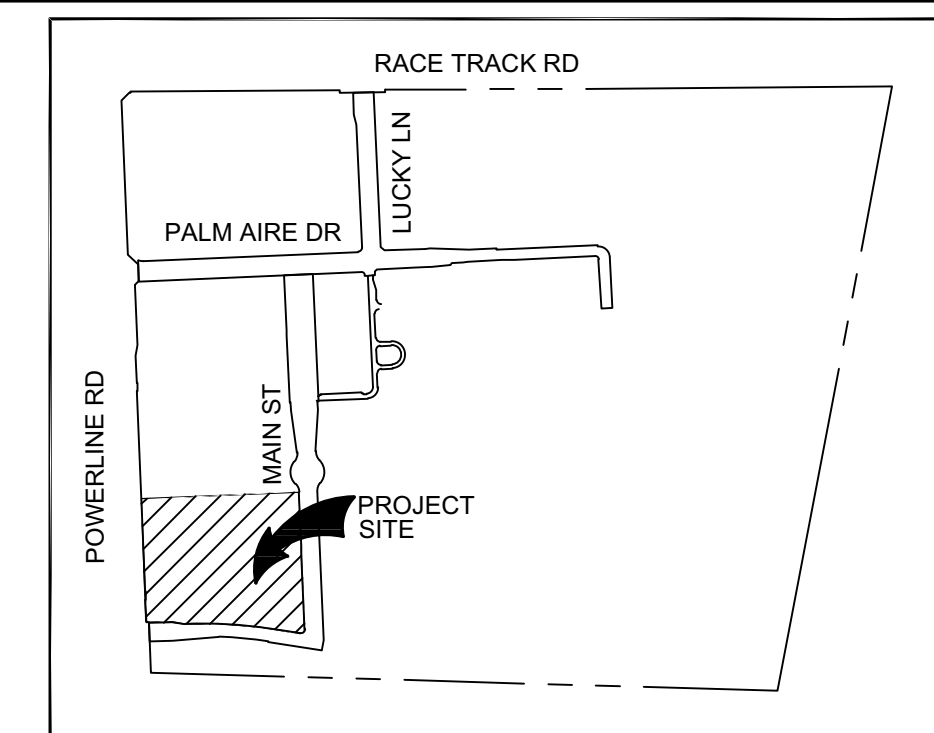 RACE TRACK RD
LUCKY LN
PALM AIRE DR
POWERLINE RD
MAIN ST
PROJECT
SITE